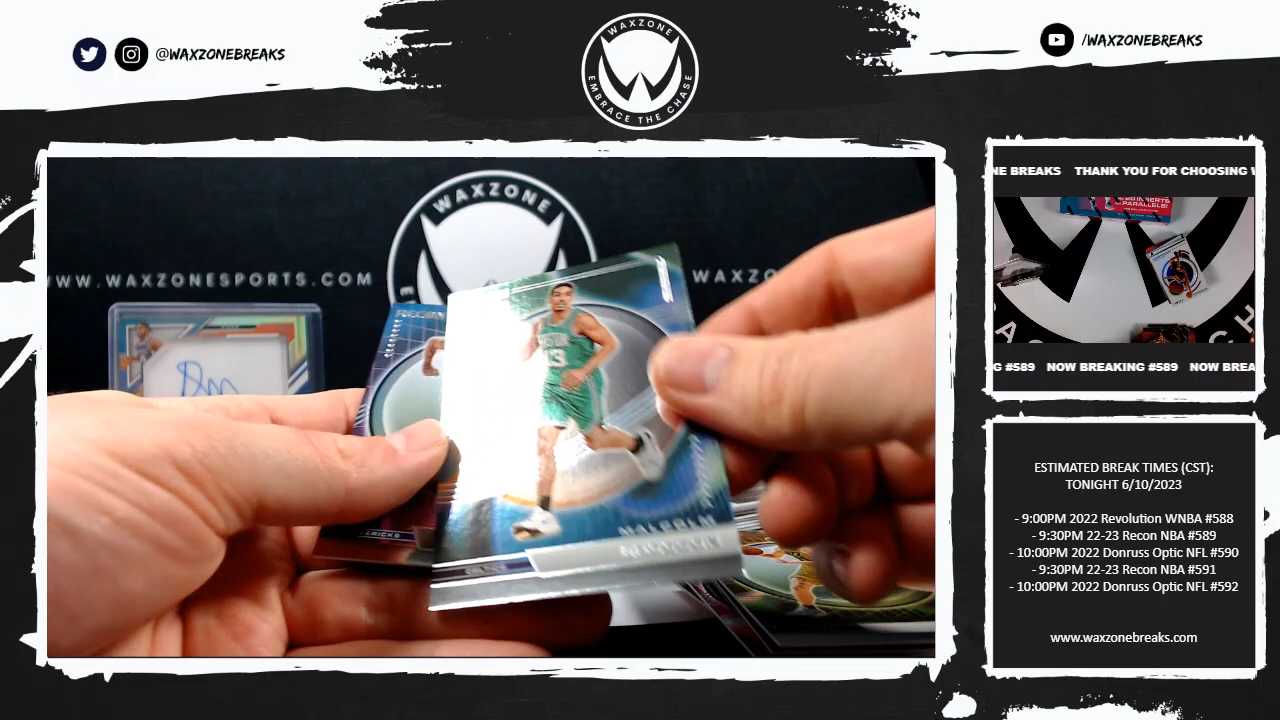 @WAXZONEBREAKS
WAXZONE
EMBRACE THE CHASE
/WAXZONEBREAKS
WAXZONE
WWW.WAXZONESPORTS.COM
WAXZO
MALCOLM
NE BREAKS THANK YOU FOR CHOOSING W
PARALLELS!
G #589 NOW BREAKING #589 NOW BREA
ESTIMATED BREAK TIMES (CST):
TONIGHT 6/10/2023
- 9:00PM 2022 Revolution WNBA #588
- 9:30PM 22-23 Recon NBA #589
- 10:00PM 2022 Donruss Optic NFL #590
- 9:30PM 22-23 Recon NBA #591
- 10:00PM 2022 Donruss Optic NFL #592
www.waxzonebreaks.com